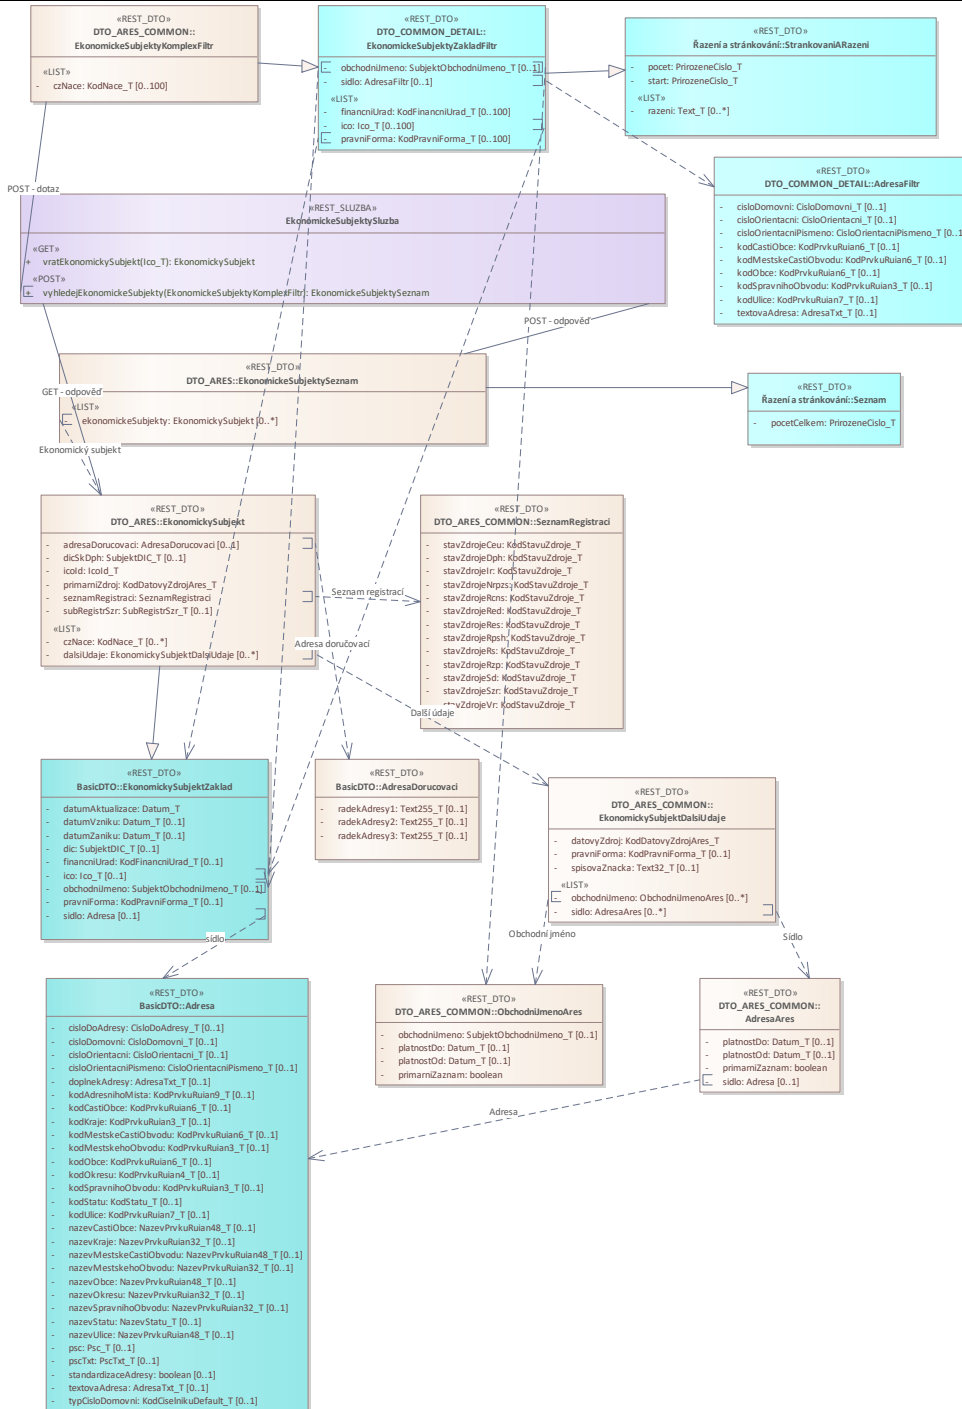 «REST_DTO»
DTO_ARES_COMMON::
EkonomickeSubjektyKomplexFiltr
«LIST»
- czNace: KodNace_T [0..100]
«REST_DTO»
DTO_COMMON_DETAIL::
EkonomickeSubjektyZakladFiltr
- obchodniJmeno: SubjektObchodniJmeno_T [0..1]
- sidlo: AdresaFiltr [0..1]
«LIST»
- financniUrad: KodFinancniUrad_T [0..100]
- ico: Ico_T [0..100]
- pravniForma: KodPravniForma_T [0..100]
«REST_DTO»
Řazení a stránkování::StrankovaniARazeni
- pocet: PrirozeneCislo_T
- start: PrirozeneCislo_T
«LIST»
- razeni: Text_T [0..*]
«REST_DTO»
DTO_COMMON_DETAIL::AdresaFiltr
- cisloDomovni: CisloDomovni_T [0..1]
- cisloOrientacni: CisloOrientacni_T [0..1]
- cisloOrientacniPismeno: CisloOrientacniPismeno_T [0..1]
- kodCastiObce: KodPrvkuRuian6_T [0..1]
- kodMestskeCastiObvodu: KodPrvkuRuian6_T [0..1]
- kodObce: KodPrvkuRuian6_T [0..1]
- kodSpravnihoObvodu: KodPrvkuRuian3_T [0..1]
- kodUlice: KodPrvkuRuian7_T [0..1]
- textovaAdresa: AdresaTxt_T [0..1]
POST - dotaz
«REST_SLUZBA»
EkonomickeSubjektySluzba
«GET»
+ vratEkonomickySubjekt(Ico_T): EkonomickySubjekt
«POST»
+ vyhledejEkonomickeSubjekty(EkonomickeSubjektyKomplexFiltr): EkonomickeSubjektySeznam
POST - odpověď
«REST_DTO»
DTO_ARES::EkonomickeSubjektySeznam
«LIST»
- ekonomickeSubjekty: EkonomickySubjekt [0..*]
GET - odpověď
Ekonomický subjekt
«REST_DTO»
Řazení a stránkování::Seznam
- pocetCelkem: PrirozeneCislo_T
«REST_DTO»
DTO_ARES::EkonomickySubjekt
- adresaDorucovaci: AdresaDorucovaci [0..1]
- dicSkDph: SubjektDIC_T [0..1]
- icoId: IcoId_T
- primarniZdroj: KodDatovyZdrojAres_T
- seznamRegistraci: SeznamRegistraci
- subRegistrSzr: SubRegistrSzr_T [0..1]
«LIST»
- czNace: KodNace_T [0..*]
- dalsiUdaje: EkonomickySubjektDalsiUdaje [0..*]
Seznam registrací
Adresa doručovací
Další údaje
«REST_DTO»
DTO_ARES_COMMON::SeznamRegistraci
- stavZdrojeCeu: KodStavuZdroje_T
- stavZdrojeDph: KodStavuZdroje_T
- stavZdrojeIr: KodStavuZdroje_T
- stavZdrojeNrpzs: KodStavuZdroje_T
- stavZdrojeRcns: KodStavuZdroje_T
- stavZdrojeRed: KodStavuZdroje_T
- stavZdrojeRes: KodStavuZdroje_T
- stavZdrojeRpsh: KodStavuZdroje_T
- stavZdrojeRs: KodStavuZdroje_T
- stavZdrojeRzp: KodStavuZdroje_T
- stavZdrojeSd: KodStavuZdroje_T
- stavZdrojeSzr: KodStavuZdroje_T
- stavZdrojeVr: KodStavuZdroje_T
«REST_DTO»
BasicDTO::EkonomickySubjektZaklad
- datumAktualizace: Datum_T
- datumVzniku: Datum_T [0..1]
- datumZaniku: Datum_T [0..1]
- dic: SubjektDIC_T [0..1]
- financniUrad: KodFinancniUrad_T [0..1]
- ico: Ico_T [0..1]
- obchodniJmeno: SubjektObchodniJmeno_T [0..1]
- pravniForma: KodPravniForma_T [0..1]
- sidlo: Adresa [0..1]
sídlo
«REST_DTO»
BasicDTO::AdresaDorucovaci
- radekAdresy1: Text255_T [0..1]
- radekAdresy2: Text255_T [0..1]
- radekAdresy3: Text255_T [0..1]
«REST_DTO»
DTO_ARES_COMMON::
EkonomickySubjektDalsiUdaje
- datovyZdroj: KodDatovyZdrojAres_T
- pravniForma: KodPravniForma_T [0..1]
- spisovaZnacka: Text32_T [0..1]
«LIST»
- obchodniJmeno: ObchodniJmenoAres [0..*]
- sidlo: AdresaAres [0..*]
Obchodní jméno
Sídlo
«REST_DTO»
BasicDTO::Adresa
- cisloDoAdresy: CisloDoAdresy_T [0..1]
- cisloDomovni: CisloDomovni_T [0..1]
- cisloOrientacni: CisloOrientacni_T [0..1]
- cisloOrientacniPismeno: CisloOrientacniPismeno_T [0..1]
- doplnekAdresy: AdresaTxt_T [0..1]
- kodAdresnihoMista: KodPrvkuRuian9_T [0..1]
- kodCastiObce: KodPrvkuRuian6_T [0..1]
- kodKraje: KodPrvkuRuian3_T [0..1]
- kodMestskeCastiObvodu: KodPrvkuRuian6_T [0..1]
- kodMestskehoObvodu: KodPrvkuRuian3_T [0..1]
- kodObce: KodPrvkuRuian6_T [0..1]
- kodOkresu: KodPrvkuRuian4_T [0..1]
- kodSpravnihoObvodu: KodPrvkuRuian3_T [0..1]
- kodStatu: KodStatu_T [0..1]
- kodUlice: KodPrvkuRuian7_T [0..1]
- nazevCastiObce: NazevPrvkuRuian48_T [0..1]
- nazevKraje: NazevPrvkuRuian32_T [0..1]
- nazevMestskeCastiObvodu: NazevPrvkuRuian48_T [0..1]
- nazevMestskehoObvodu: NazevPrvkuRuian32_T [0..1]
- nazevObce: NazevPrvkuRuian48_T [0..1]
- nazevOkresu: NazevPrvkuRuian32_T [0..1]
- nazevSpravnihoObvodu: NazevPrvkuRuian32_T [0..1]
- nazevStatu: NazevStatu_T [0..1]
- nazevUlice: NazevPrvkuRuian48_T [0..1]
- psc: Psc_T [0..1]
- pscTxt: PscTxt_T [0..1]
- standardizaceAdresy: boolean [0..1]
- textovaAdresa: AdresaTxt_T [0..1]
- typCisloDomovni: KodCiselnikuDefault_T [0..1]
«REST_DTO»
DTO_ARES_COMMON::ObchodniJmenoAres
- obchodniJmeno: SubjektObchodniJmeno_T [0..1]
- platnostDo: Datum_T [0..1]
- platnostOd: Datum_T [0..1]
- primarniZaznam: boolean
«REST_DTO»
DTO_ARES_COMMON::
AdresaAres
- platnostDo: Datum_T [0..1]
- platnostOd: Datum_T [0..1]
- primarniZaznam: boolean
- sidlo: Adresa [0..1]
Adresa